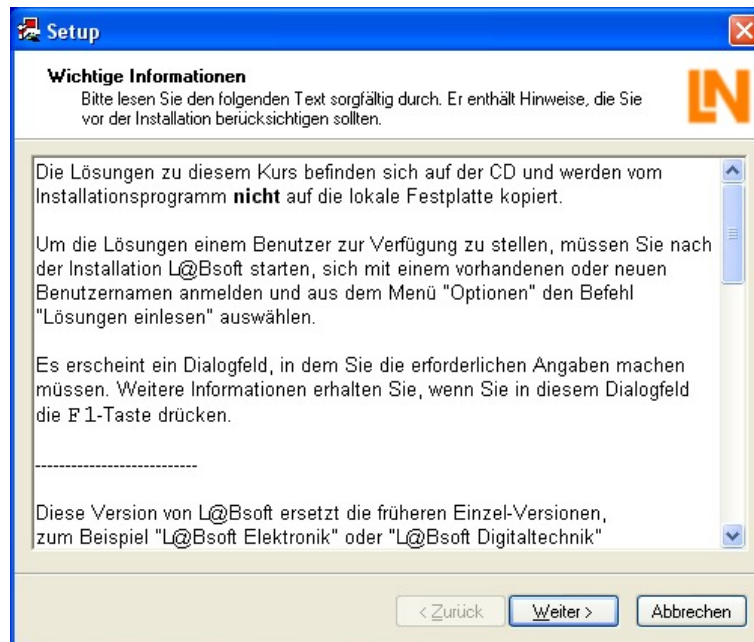 Setup
Wichtige Informationen
Bitte lesen Sie den folgenden Text sorgfältig durch. Er enthält Hinweise, die Sie
vor der Installation berücksichtigen sollten.
LN
Die Lösungen zu diesem Kurs befinden sich auf der CD und werden vom
Installationsprogramm nicht auf die lokale Festplatte kopiert.
Um die Lösungen einem Benutzer zur Verfügung zu stellen, müssen Sie nach
der Installation L@Bsoft starten, sich mit einem vorhandenen oder neuen
Benutzernamen anmelden und aus dem Menü "Optionen" den Befehl
"Lösungen einlesen" auswählen.
Es erscheint ein Dialogfeld, in dem Sie die erforderlichen Angaben machen
müssen. Weitere Informationen erhalten Sie, wenn Sie in diesem Dialogfeld
die F1-Taste drücken.
---------------------------
Diese Version von L@Bsoft ersetzt die früheren Einzel-Versionen,
zum Beispiel "L@Bsoft Elektronik" oder "L@Bsoft Digitaltechnik"
< Zurück Weiter > Abbrechen